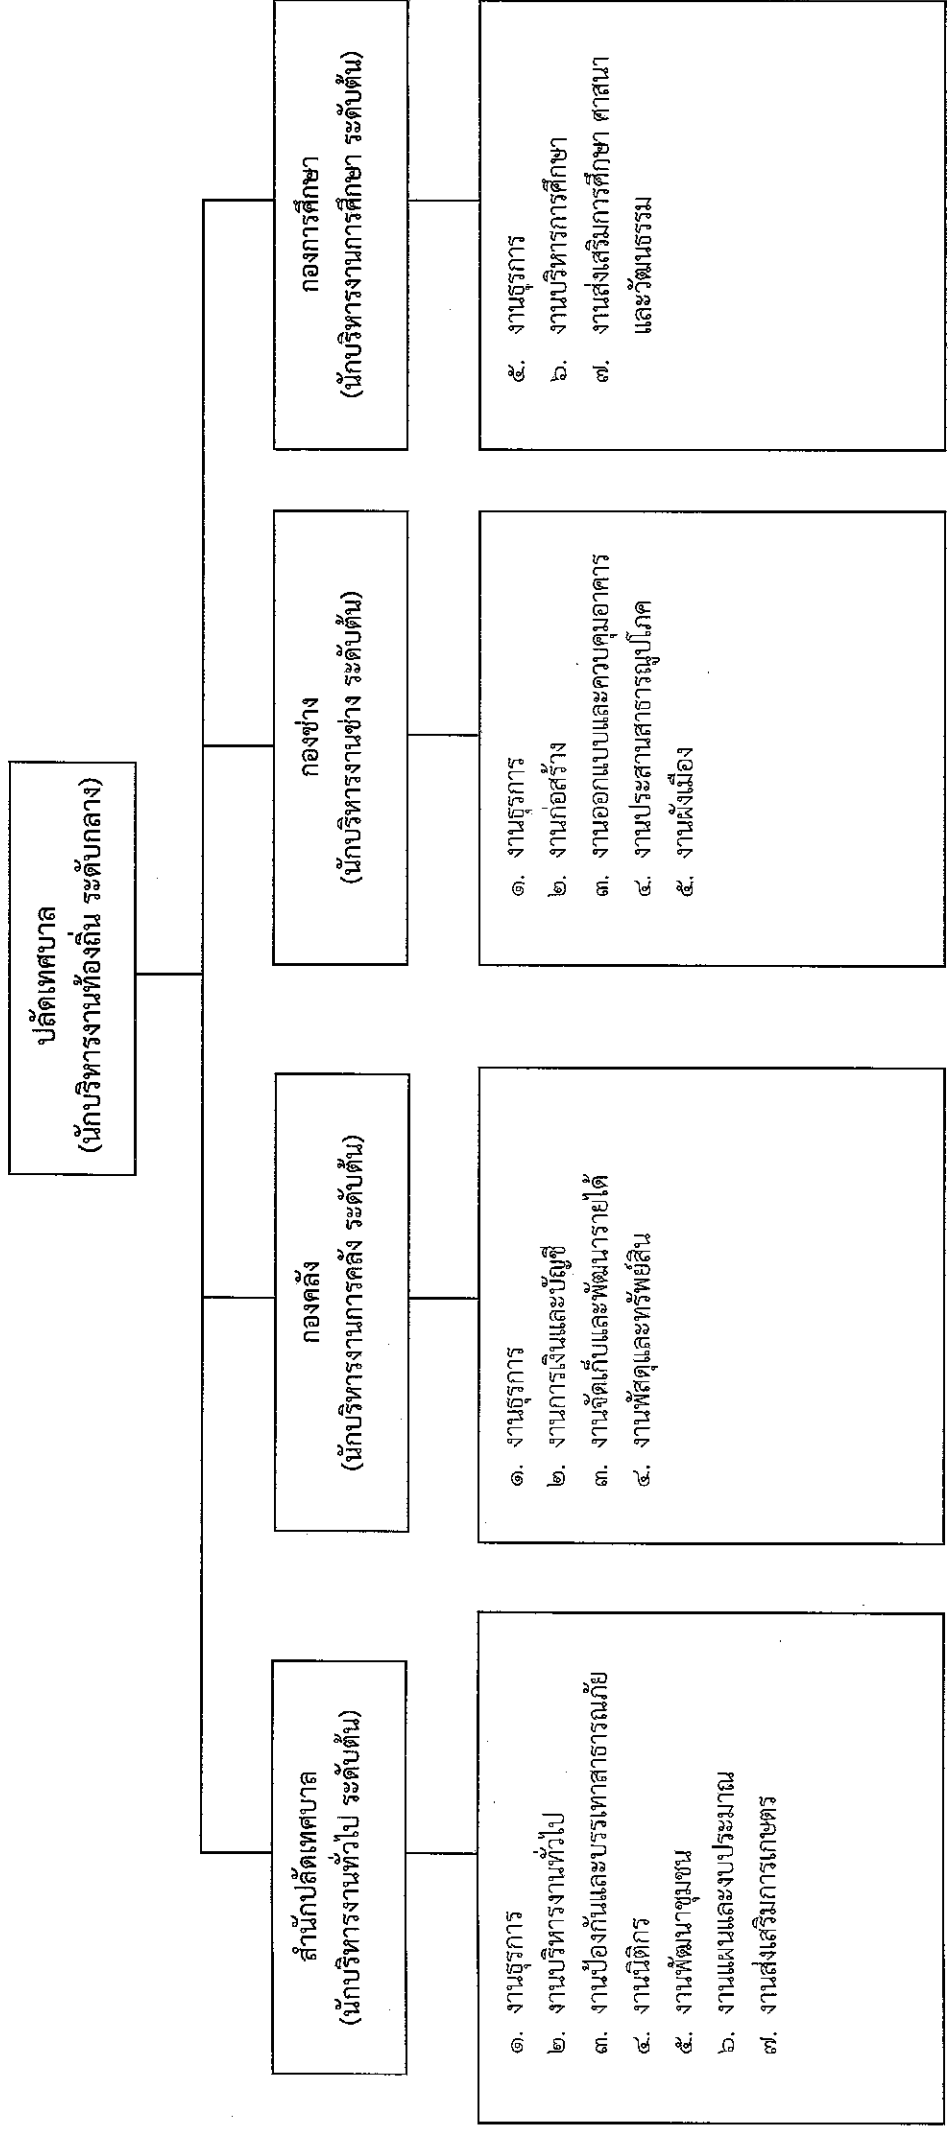 ปลัดเทศบาล
(นักบริหารงานท้องถิ่น ระดับกลาง)
สำนักปลัดเทศบาล
(นักบริหารงานทั่วไป ระดับต้น)
๑. งานธุรการ
๒. งานบริหารงานทั่วไป
๓. งานป้องกันและบรรเทาสาธารณภัย
๔. งานนิติกร
๕. งานพัฒนาชุมชน
๖. งานแผนและงบประมาณ
๗. งานส่งเสริมการเกษตร
กองคลัง
(นักบริหารงานการคลัง ระดับต้น)
๑. งานธุรการ
๒. งานการเงินและบัญชี
๓. งานจัดเก็บและพัฒนารายได้
๔. งานพัสดุและทรัพย์สิน
กองช่าง
(นักบริหารงานช่าง ระดับต้น)
๑. งานธุรการ
๒. งานก่อสร้าง
๓. งานออกแบบและควบคุมอาคาร
๔. งานประสานสาธารณูปโภค
๕. งานผังเมือง
กองการศึกษา
(นักบริหารงานการศึกษา ระดับต้น)
๕. งานธุรการ
๖. งานบริหารการศึกษา
๗. งานส่งเสริมการศึกษา ศาสนา
และวัฒนธรรม